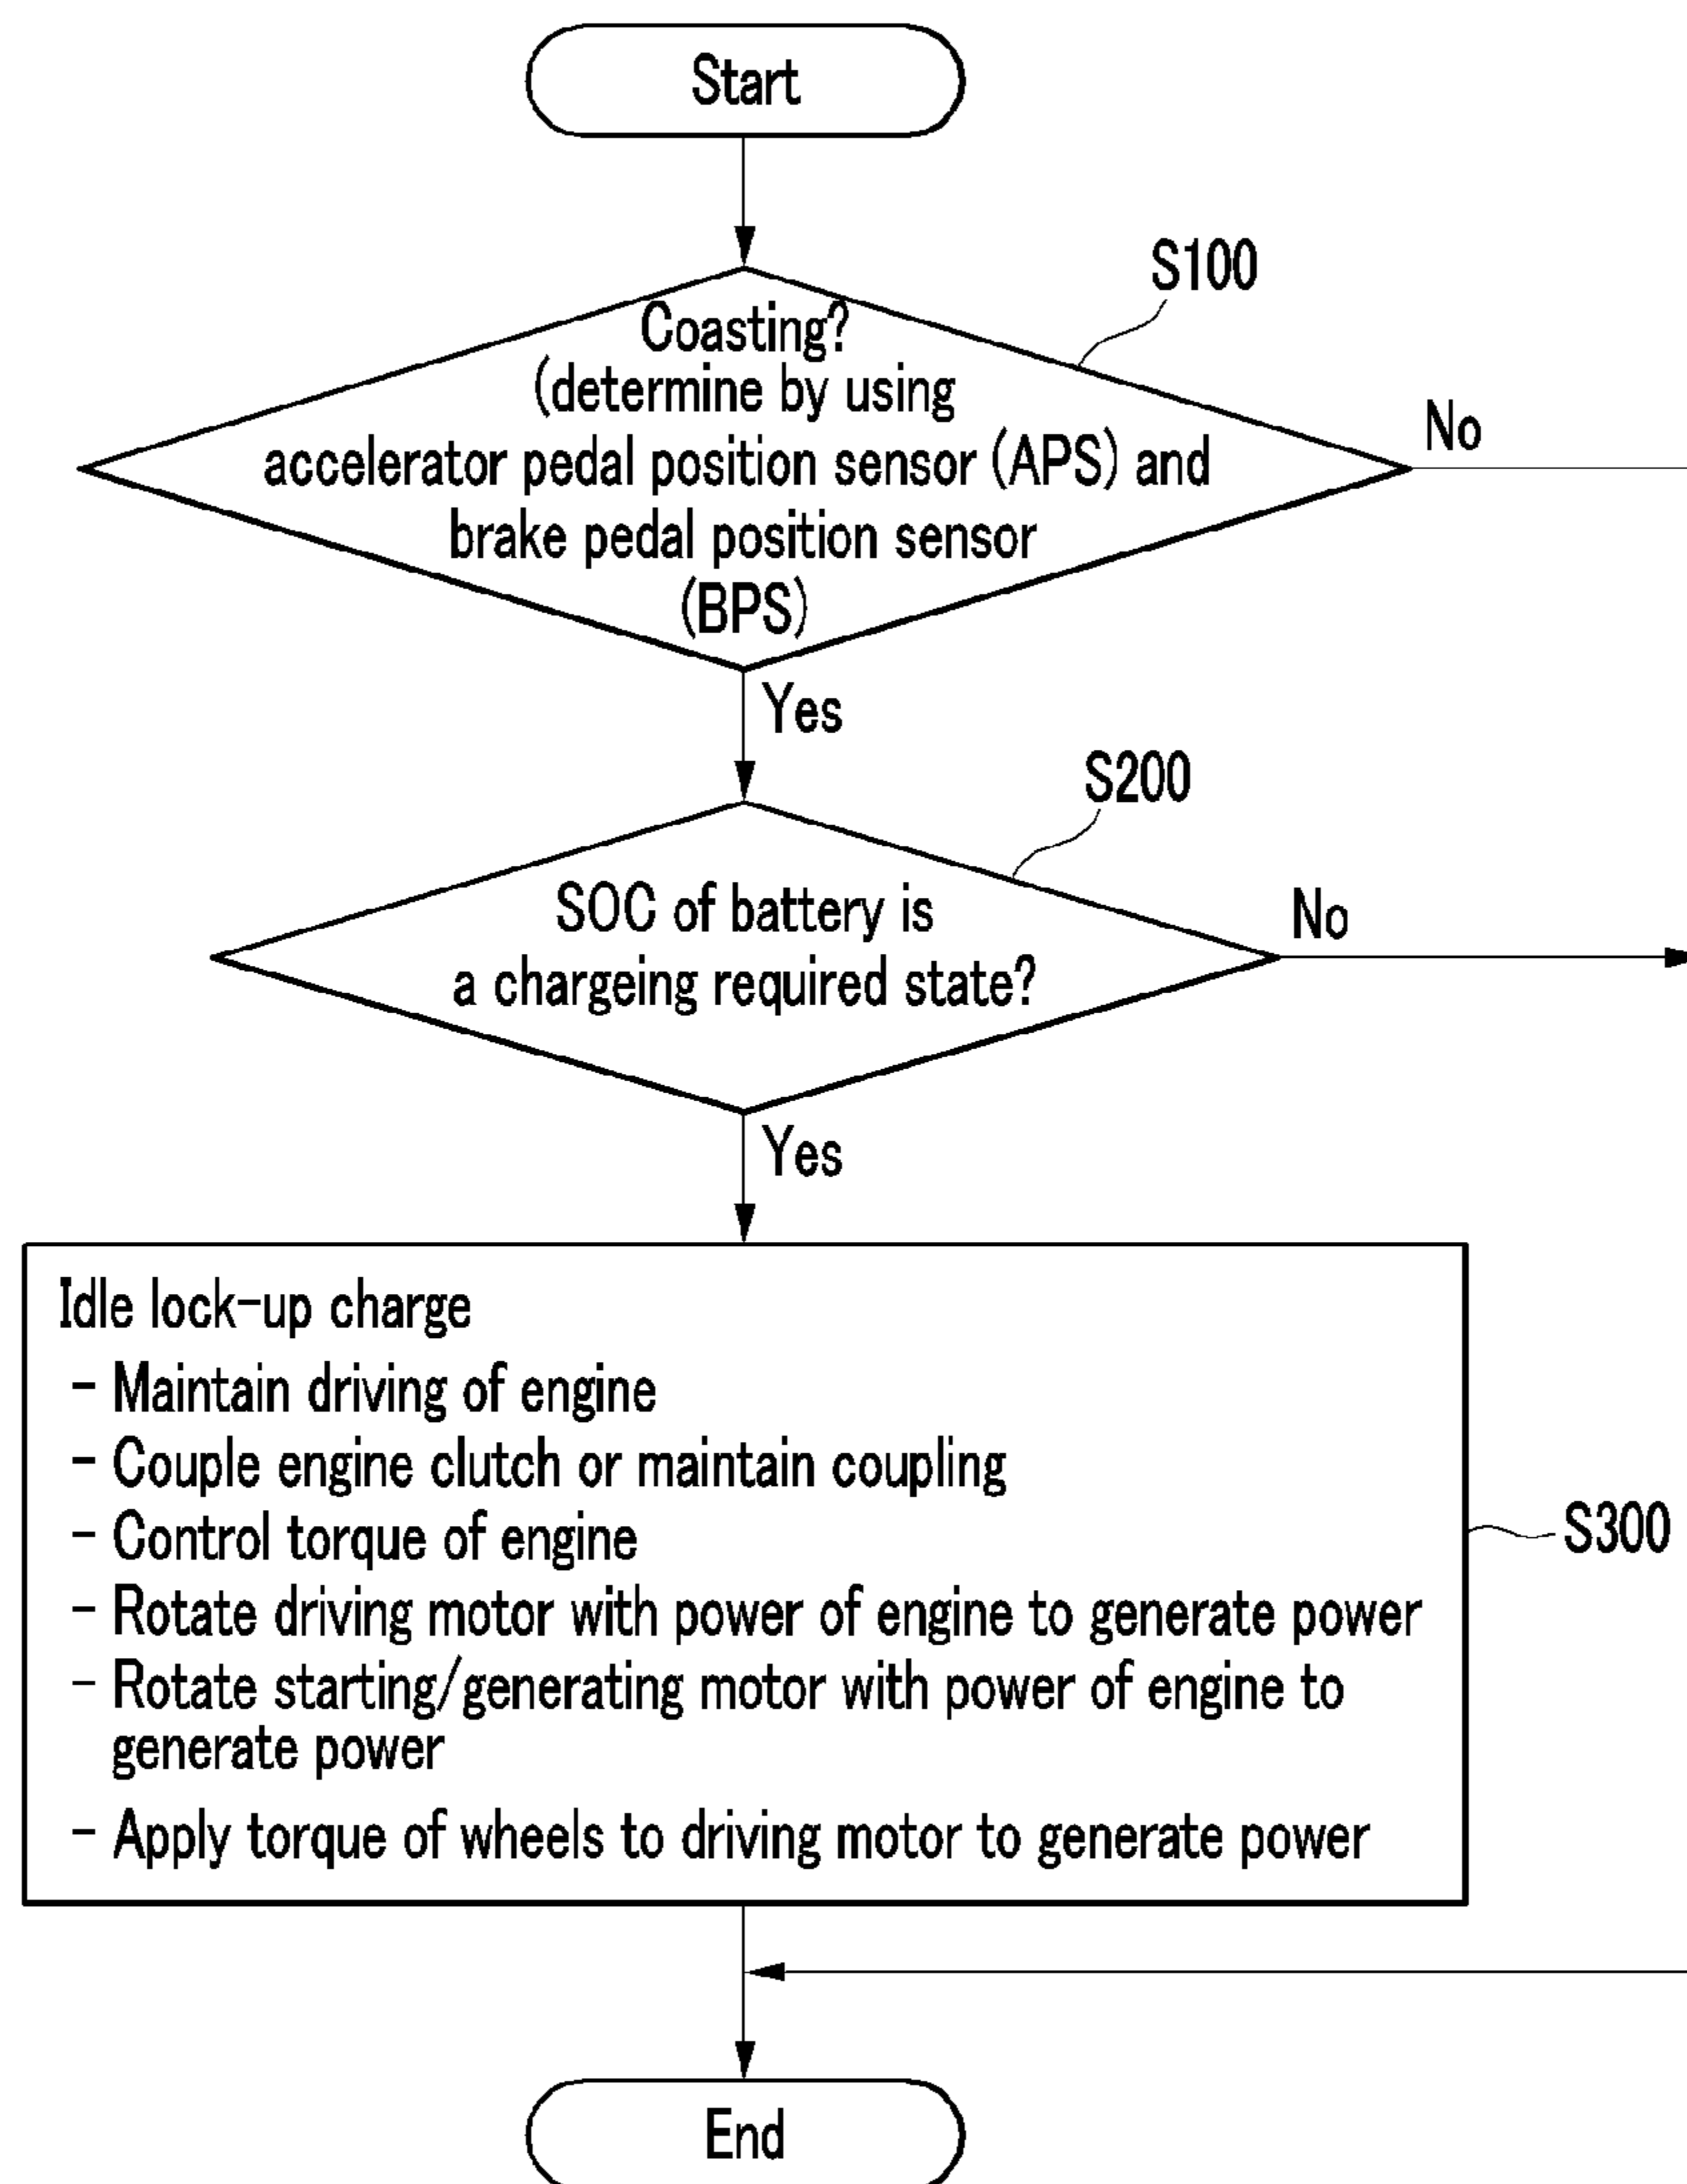 Start
S100
Coasting?
(determine by using
accelerator pedal position sensor (APS) and
brake pedal position sensor
(BPS)
No
Yes
S200
SOC of battery is
a chargeing required state?
No
Yes
Idle lock-up charge
- Maintain driving of engine
- Couple engine clutch or maintain coupling
- Control torque of engine
- Rotate driving motor with power of engine to generate power
- Rotate starting/generating motor with power of engine to
generate power
- Apply torque of wheels to driving motor to generate power
S300
End